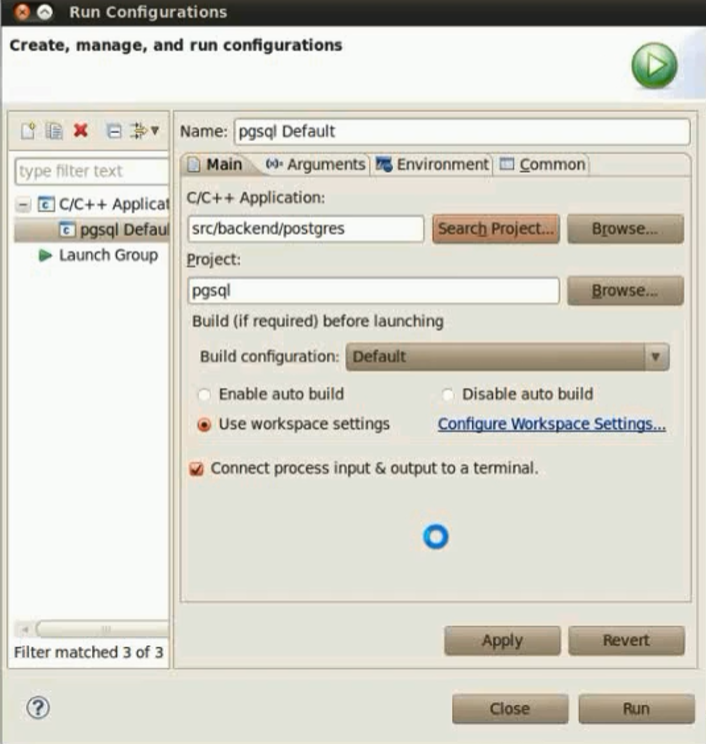 Run Configurations
Create, manage, and run configurations
Name: pgsql Default
type filter text
Main Arguments Environment Common
C/C++ Applicat
pgsql Defaul
Launch Group
C/C++ Application:
src/backend/postgres Search Project... Browse...
Project:
pgsql Browse...
Build (if required) before launching
Build configuration: Default
Enable auto build Disable auto build
Use workspace settings Configure Workspace Settings...
Connect process input & output to a terminal.
Filter matched 3 of 3
Apply Revert
? Close Run